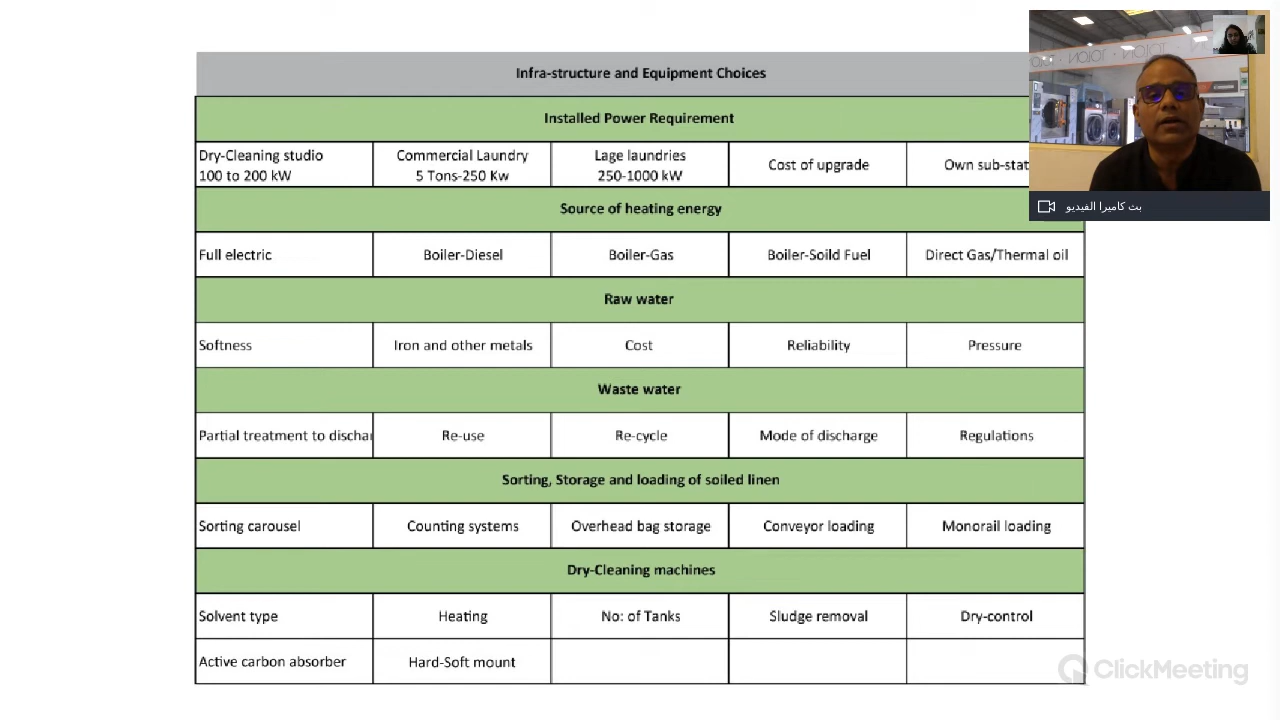 Infra-structure and Equipment Choices
Installed Power Requirement
Dry-Cleaning studio
100 to 200 kW
Commercial Laundry
5 Tons-250 Kw
Lage laundries
250-1000 kW
Cost of upgrade
Own sub-stat
Source of heating energy
Full electric
Boiler-Diesel
Boiler-Gas
Boiler-Soild Fuel
Direct Gas/Thermal oil
Raw water
Softness
Iron and other metals
Cost
Reliability
Pressure
Waste water
Partial treatment to dischar
Re-use
Re-cycle
Mode of discharge
Regulations
Sorting, Storage and loading of soiled linen
Sorting carousel
Counting systems
Overhead bag storage
Conveyor loading
Monorail loading
Dry-Cleaning machines
Solvent type
Heating
No: of Tanks
Sludge removal
Dry-control
Active carbon absorber
Hard-Soft mount
بث كاميرا الفيديو
ClickMeeting